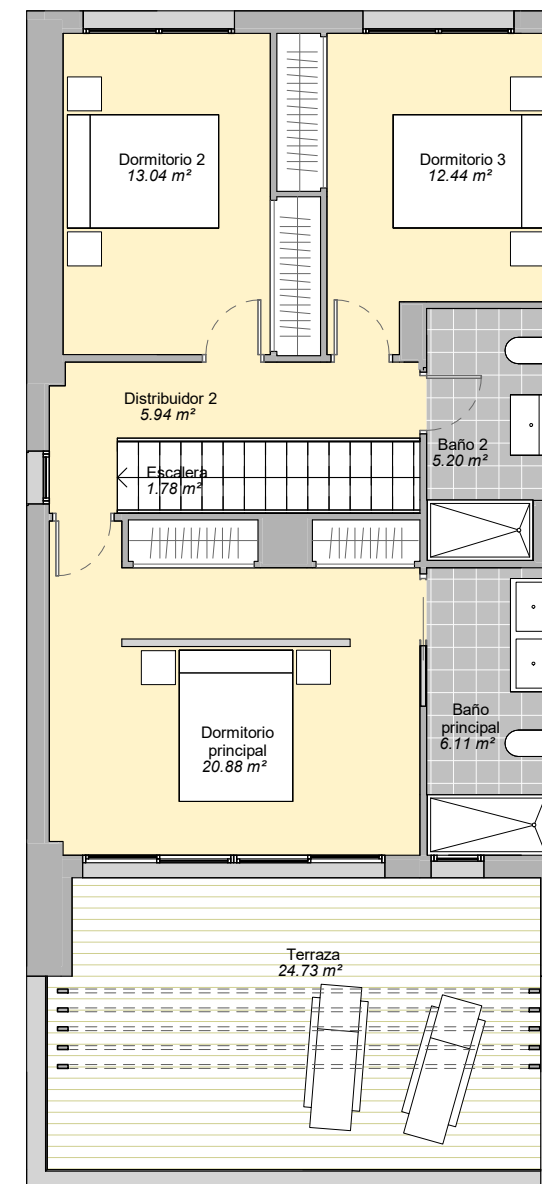 Dormitorio 2
13.04 m²
Dormitorio 3
12.44 m²
Distribuidor 2
5.94 m²
Escalera
1.78 m²
Baño 2
5.20 m²
Dormitorio
principal
20.88 m²
Baño
principal
6.11 m²
Terraza
24.73 m²